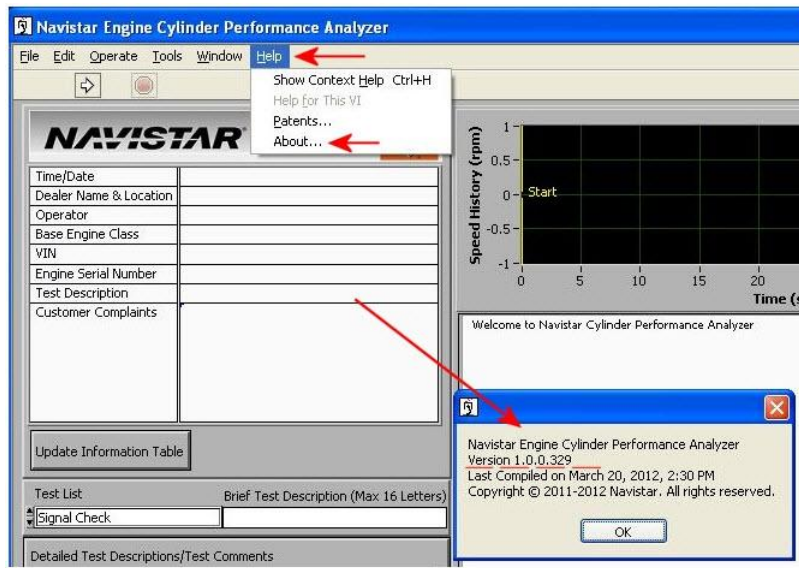 Navistar Engine Cylinder Performance Analyzer
File Edit Operate Tools Window Help
Show Context Help Ctrl+H
Help for This VI
Patents...
About...
NAVISTAR
Time/Date
Dealer Name & Location
Operator
Base Engine Class
VIN
Engine Serial Number
Test Description
Customer Complaints
Update Information Table
Test List
Brief Test Description (Max 16 Letters)
Signal Check
Detailed Test Descriptions/Test Comments
Speed History (rpm)
1
0.5
0
-0.5
-1
Start
0 5 10 15 20
Time (s
Welcome to Navistar Cylinder Performance Analyzer
Navistar Engine Cylinder Performance Analyzer
Version 1.0.0.329
Last Compiled on March 20, 2012, 2:30 PM
Copyright © 2011-2012 Navistar. All rights reserved.
OK